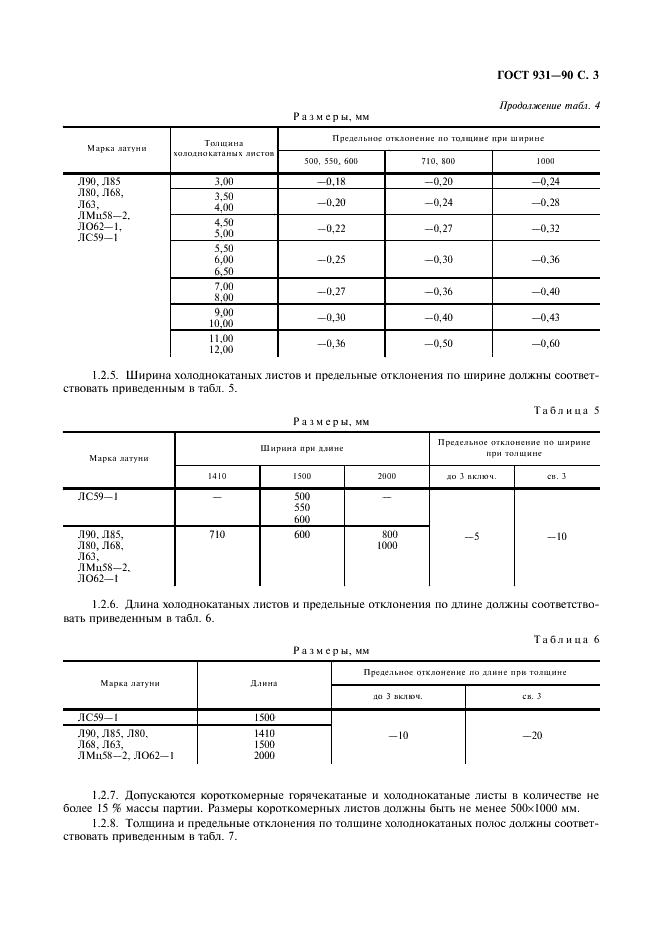 ГОСТ 931—90 С. 3
Продолжение табл. 4
Размеры, мм
Марка латуни
Толщина
холоднокатаных листов
Предельное отклонение по толщине при ширине
500, 550, 600
710, 800
1000
Л90, Л85
Л80, Л68,
Л63,
ЛМц58—2,
ЛО62—1,
ЛС59—1
3,00
—0,18
—0,20
—0,24
3,50
4,00
—0,20
—0,24
—0,28
4,50
5,00
—0,22
—0,27
—0,32
5,50
6,00
6,50
—0,25
—0,30
—0,36
7,00
8,00
—0,27
—0,36
—0,40
9,00
10,00
—0,30
—0,40
—0,43
11,00
12,00
—0,36
—0,50
—0,60
1.2.5. Ширина холоднокатаных листов и предельные отклонения по ширине должны соответ-
ствовать приведенным в табл. 5.
Таблица 5
Размеры, мм
Марка латуни
Ширина при длине
Предельное отклонение по ширине
при толщине
1410
1500
2000
до 3 включ.
св. 3
ЛС59—1
—
500
550
600
—
Л90, Л85,
Л80, Л68,
Л63,
ЛМц58—2,
ЛО62—1
710
600
800
1000
—5
—10
1.2.6. Длина холоднокатаных листов и предельные отклонения по длине должны соответство-
вать приведенным в табл. 6.
Таблица 6
Размеры, мм
Марка латуни
Длина
Предельное отклонение по длине при толщине
до 3 включ.
св. 3
ЛС59—1
1500
Л90, Л85, Л80,
Л68, Л63,
ЛМц58—2, ЛО62—1
1410
1500
2000
—10
—20
1.2.7. Допускаются короткомерные горячекатаные и холоднокатаные листы в количестве не
более 15 % массы партии. Размеры короткомерных листов должны быть не менее 500×1000 мм.
1.2.8. Толщина и предельные отклонения по толщине холоднокатаных полос должны соответ-
ствовать приведенным в табл. 7.